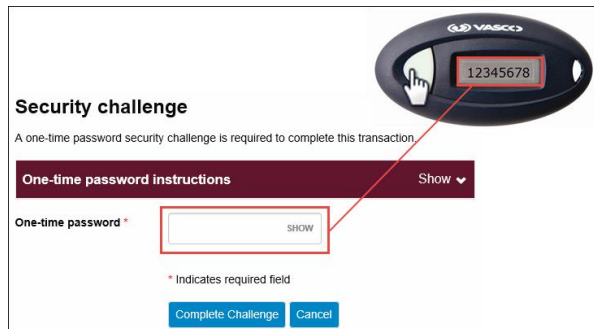 VASCO
12345678
Security challenge
A one-time password security challenge is required to complete this transaction.
One-time password instructions Show
One-time password *
SHOW
* Indicates required field
Complete Challenge Cancel